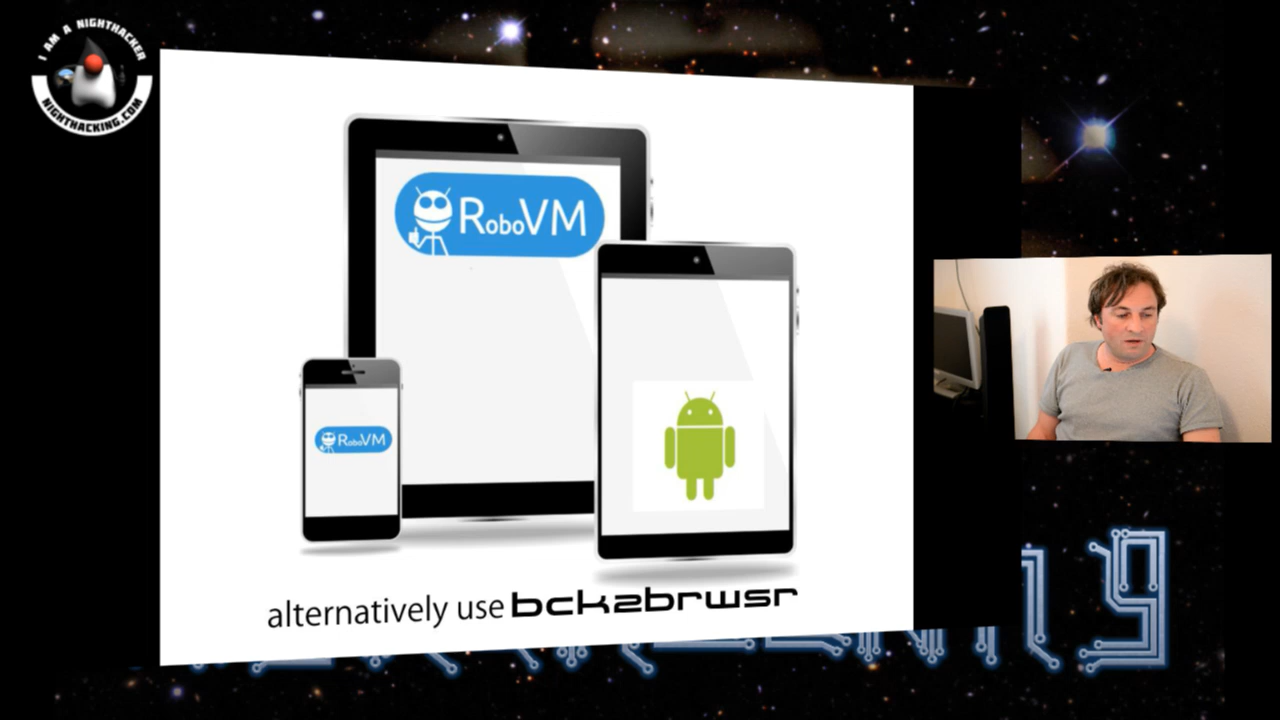 I AM A NIGHTHACKER
NIGHTHACKING.COM
RoboVM
RoboVM
alternatively use bck2brwsr